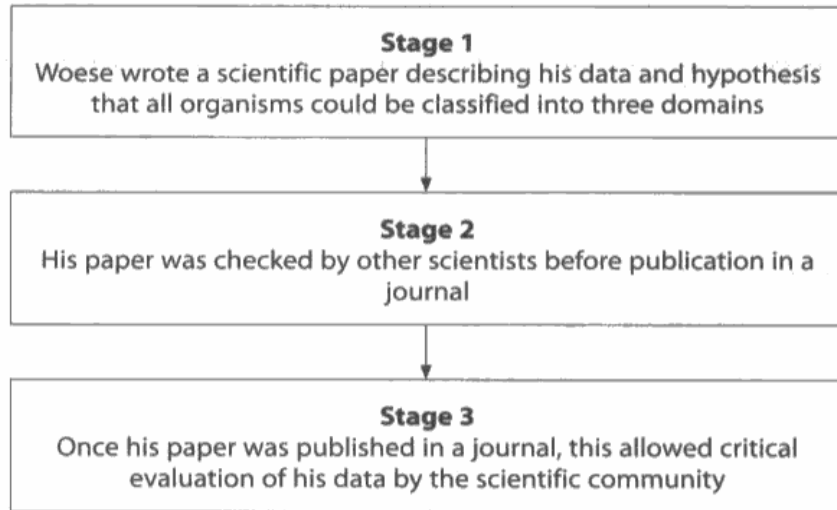 Stage 1
Woese wrote a scientific paper describing his data and hypothesis
that all organisms could be classified into three domains
Stage 2
His paper was checked by other scientists before publication in a
journal
Stage 3
Once his paper was published in a journal, this allowed critical
evaluation of his data by the scientific community